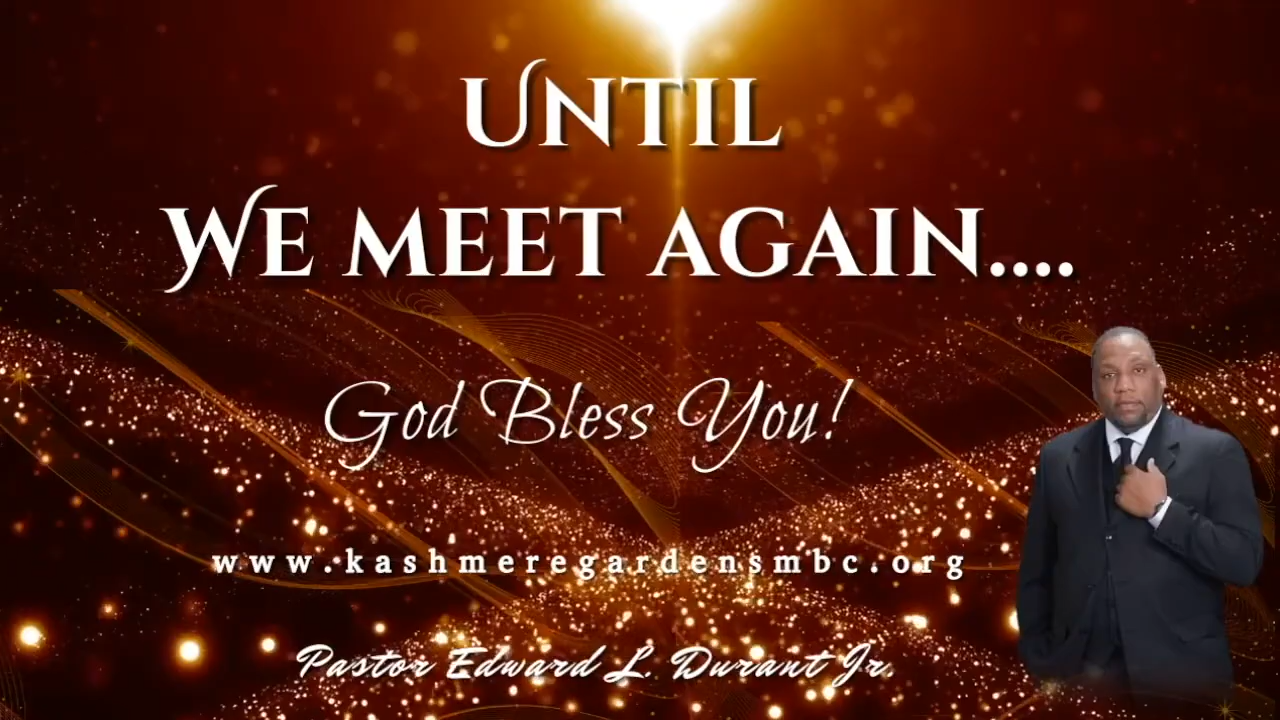 Until
We meet again....
God Bless You!
www.kashmeregardensmbc.org
Pastor Edward L. Durant Jr.